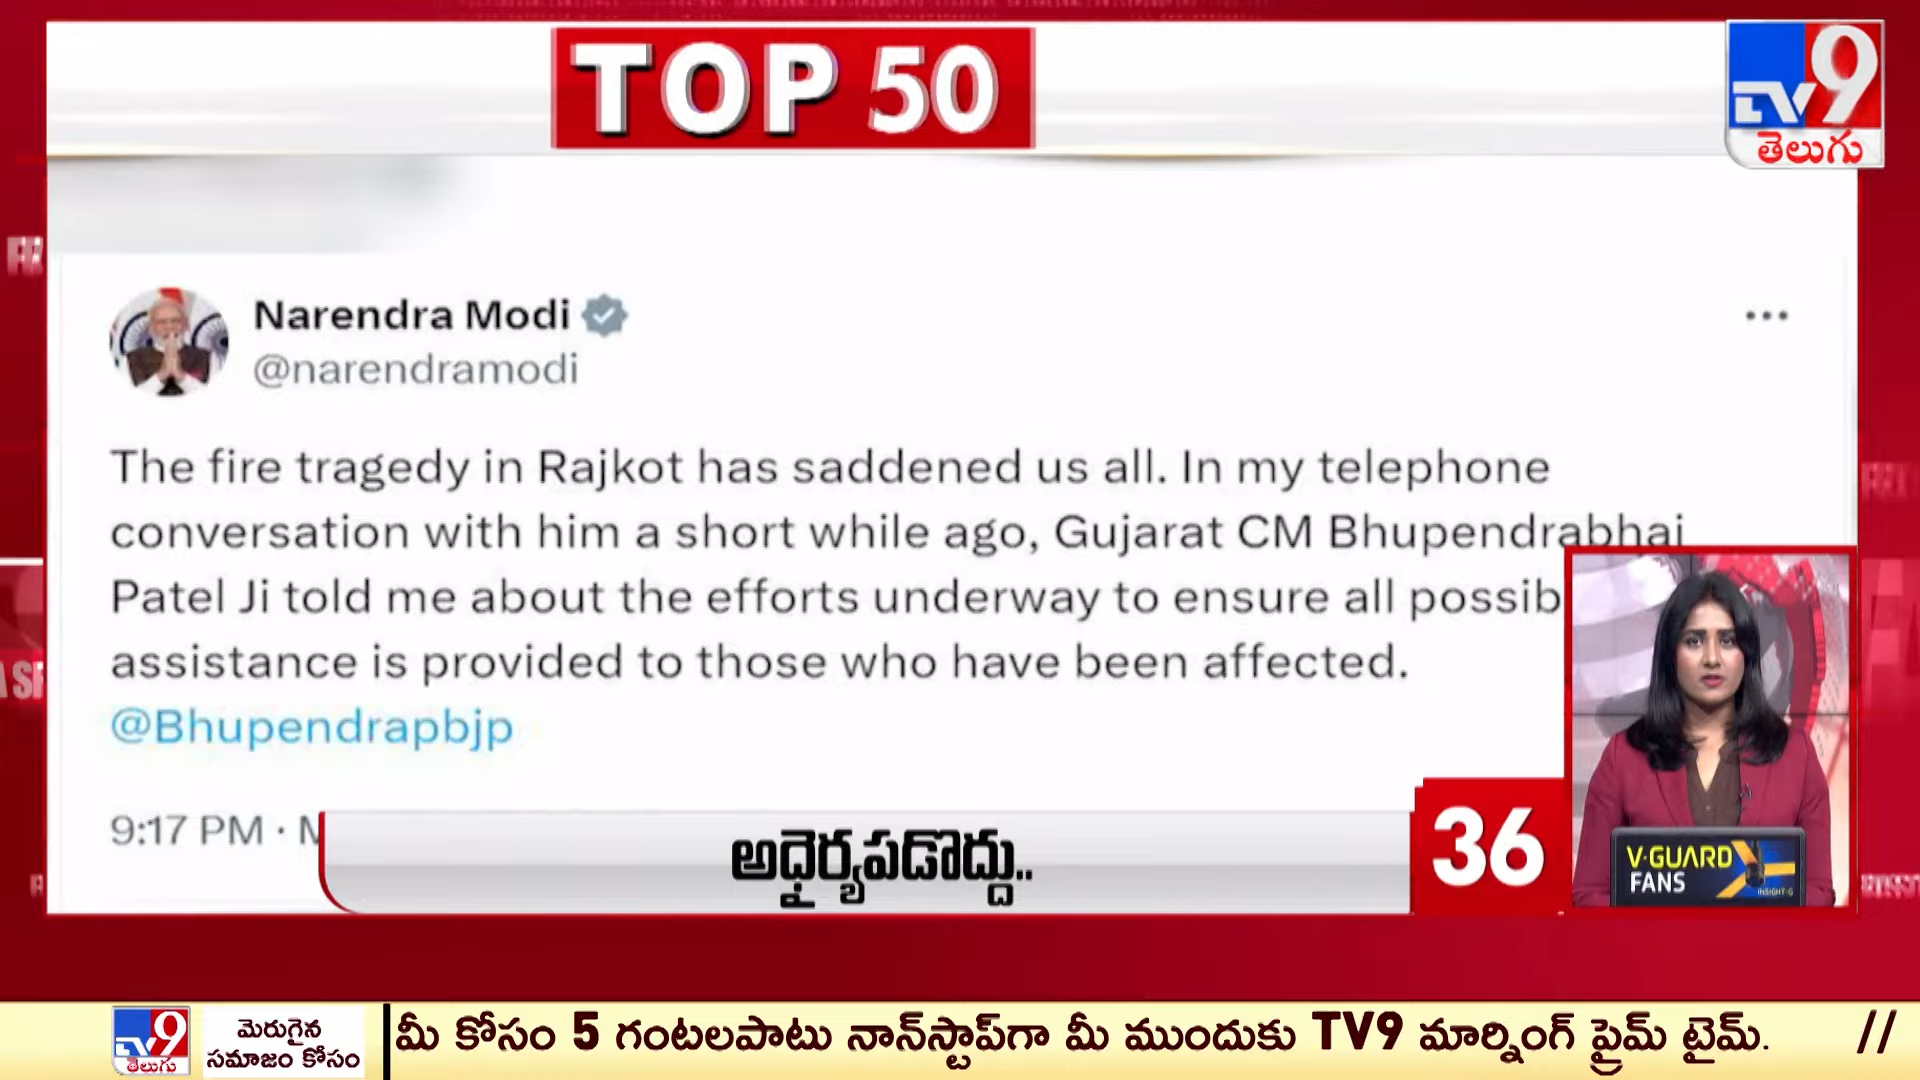 TOP 50
TV9
తెలుగు
Narendra Modi
@narendramodi
The fire tragedy in Rajkot has saddened us all. In my telephone
conversation with him a short while ago, Gujarat CM Bhupendrabhai
Patel Ji told me about the efforts underway to ensure all possib
assistance is provided to those who have been affected.
@Bhupendrapbjp
9:17 PM ·
అధైర్యపడొద్దు..
36
V-GUARD
FANS
INSIGHT-G
TV9
తెలుగు
మెరుగైన
సమాజం కోసం
మీ కోసం 5 గంటలపాటు నాన్‌స్టాప్‌గా మీ ముందుకు TV9 మార్నింగ్ ప్రైమ్ టైమ్. //